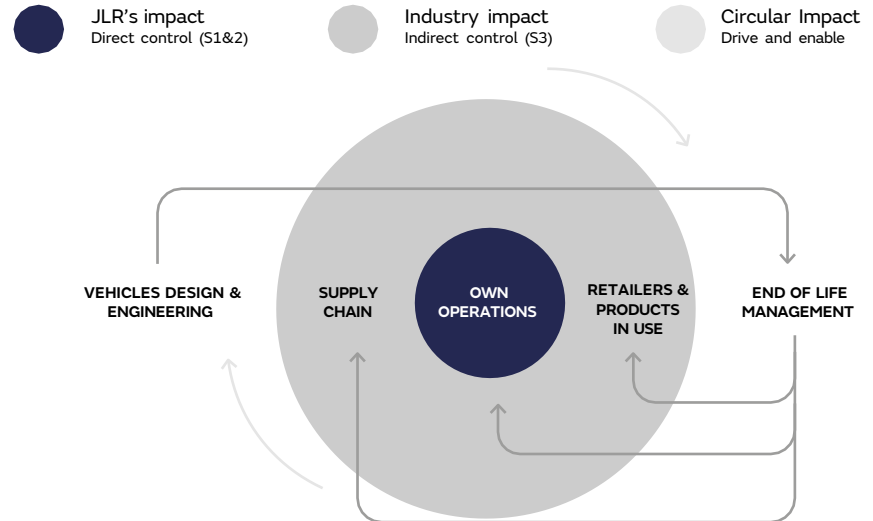 JLR's impact
Direct control (S1&2)
Industry impact
Indirect control (S3)
Circular Impact
Drive and enable
VEHICLES DESIGN &
ENGINEERING
SUPPLY
CHAIN
OWN
OPERATIONS
RETAILERS &
PRODUCTS
IN USE
END OF LIFE
MANAGEMENT